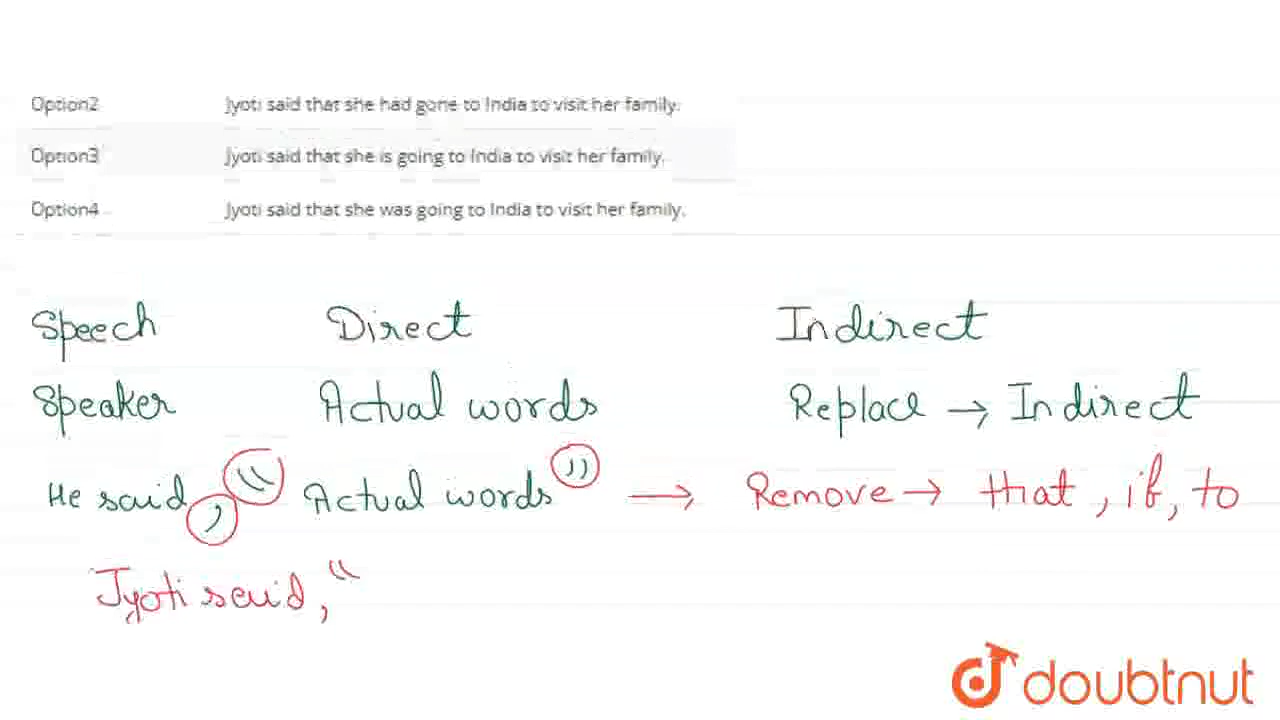 Option2 Jyoti said that she had gone to India to visit her family.
Option3 Jyoti said that she is going to India to visit her family.
Option4 Jyoti said that she was going to India to visit her family.
Speech Direct Indirect
Speaker Actual words Replace → Indirect
He said, “ Actual words ” → Remove → that, if, to
Jyoti said, “
doubtnut